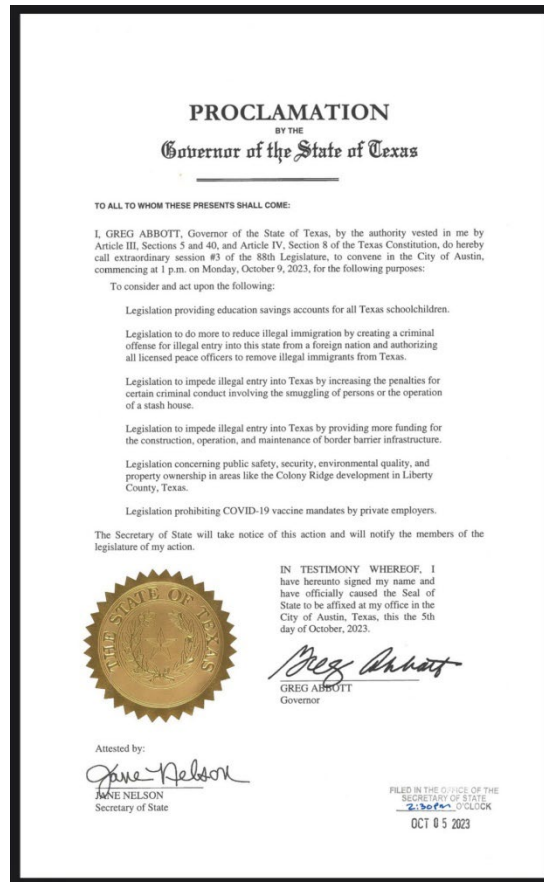 PROCLAMATION
BY THE
Governor of the State of Texas
TO ALL TO WHOM THESE PRESENTS SHALL COME:
I, GREG ABBOTT, Governor of the State of Texas, by the authority vested in me by
Article III, Sections 5 and 40, and Article IV, Section 8 of the Texas Constitution, do hereby
call extraordinary session #3 of the 88th Legislature, to convene in the City of Austin,
commencing at 1 p.m. on Monday, October 9, 2023, for the following purposes:
To consider and act upon the following:
Legislation providing education savings accounts for all Texas schoolchildren.
Legislation to do more to reduce illegal immigration by creating a criminal
offense for illegal entry into this state from a foreign nation and authorizing
all licensed peace officers to remove illegal immigrants from Texas.
Legislation to impede illegal entry into Texas by increasing the penalties for
certain criminal conduct involving the smuggling of persons or the operation
of a stash house.
Legislation to impede illegal entry into Texas by providing more funding for
the construction, operation, and maintenance of border barrier infrastructure.
Legislation concerning public safety, security, environmental quality, and
property ownership in areas like the Colony Ridge development in Liberty
County, Texas.
Legislation prohibiting COVID-19 vaccine mandates by private employers.
The Secretary of State will take notice of this action and will notify the members of the
legislature of my action.
IN TESTIMONY WHEREOF, I
have hereunto signed my name and
have officially caused the Seal of
State to be affixed at my office in the
City of Austin, Texas, this the 5th
day of October, 2023.
THE STATE OF TEXAS
Greg Abbott
GREG ABBOTT
Governor
Attested by:
Jane Nelson
JANE NELSON
Secretary of State
FILED IN THE OFFICE OF THE
SECRETARY OF STATE
2:30PM O'CLOCK
OCT 05 2023